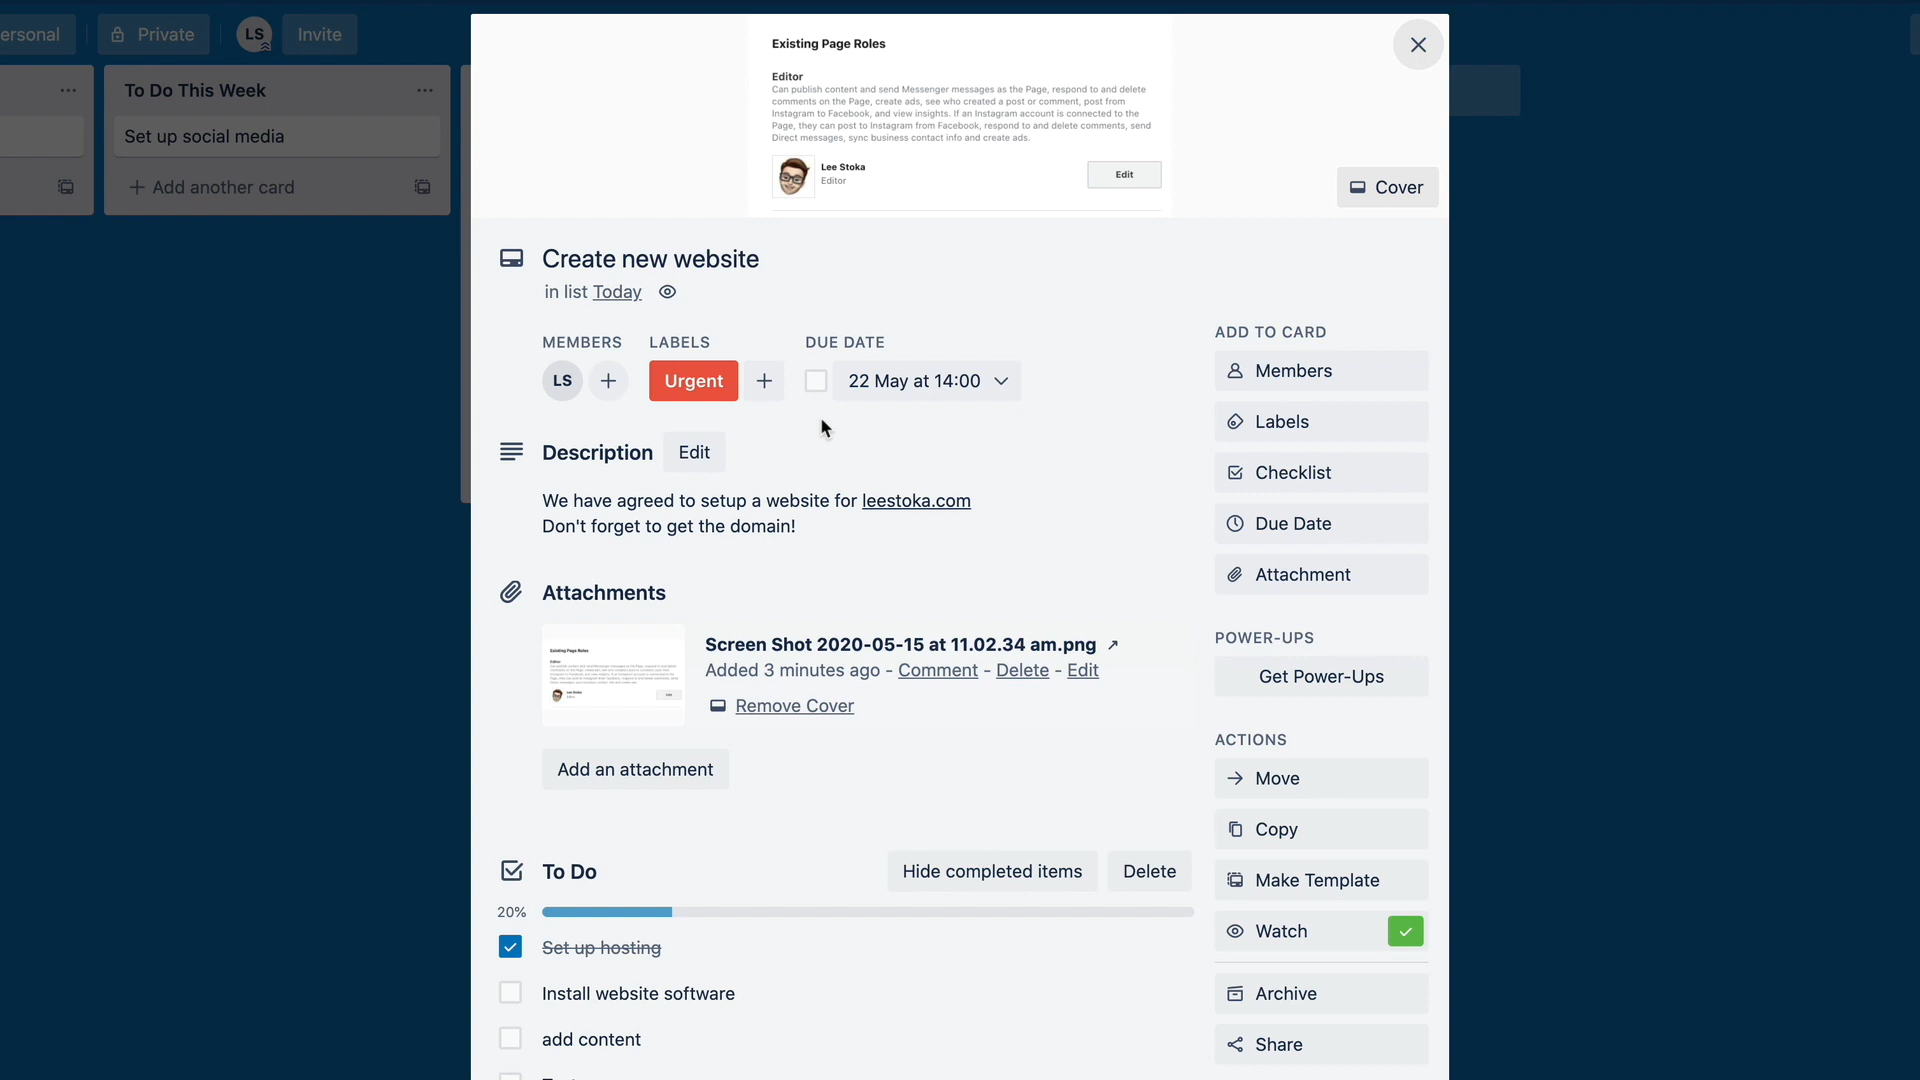 ersonal
Private
LS
Invite
To Do This Week
Set up social media
Add another card
Existing Page Roles
Editor
Can publish content and send Messenger messages as the Page, respond to and delete
comments on the Page, create ads, see who created a post or comment, post from
Instagram to Facebook, and view insights. If an Instagram account is connected to the
Page, they can post to Instagram from Facebook, respond to and delete comments, send
Direct messages, sync business contact info and create ads.
Lee Stoka
Editor
Edit
Cover
Create new website
in list Today
MEMBERS
LABELS
DUE DATE
LS
Urgent
22 May at 14:00
Description
Edit
We have agreed to setup a website for leestoka.com
Don't forget to get the domain!
Attachments
Existing Page Roles
Screen Shot 2020-05-15 at 11.02.34 am.png
Added 3 minutes ago - Comment - Delete - Edit
Remove Cover
Add an attachment
To Do
Hide completed items
Delete
20%
Set up hosting
Install website software
add content
ADD TO CARD
Members
Labels
Checklist
Due Date
Attachment
POWER-UPS
Get Power-Ups
ACTIONS
Move
Copy
Make Template
Watch
Archive
Share